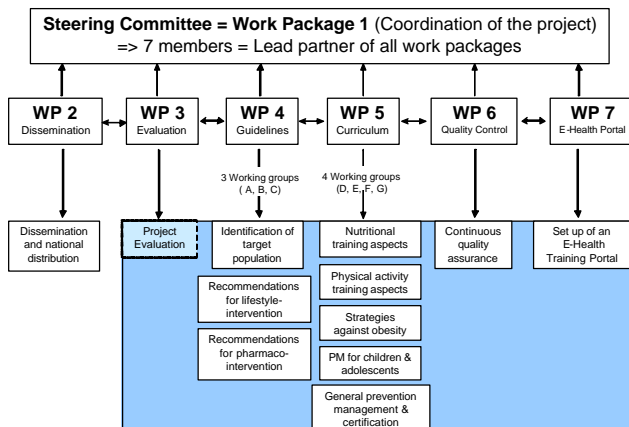 Steering Committee = Work Package 1 (Coordination of the project)
=> 7 members = Lead partner of all work packages
WP 2
Dissemination
WP 3
Evaluation
WP 4
Guidelines
WP 5
Curriculum
WP 6
Quality Control
WP 7
E-Health Portal
3 Working groups
( A, B, C)
4 Working groups
(D, E, F, G)
Dissemination
and national
distribution
Project
Evaluation
Identification of
target
population
Recommendations
for lifestyle-
intervention
Recommendations
for pharmaco-
intervention
Nutritional
training aspects
Physical activity
training aspects
Strategies
against obesity
PM for children &
adolescents
General prevention
management &
certification
Continuous
quality
assurance
Set up of an
E-Health
Training Portal